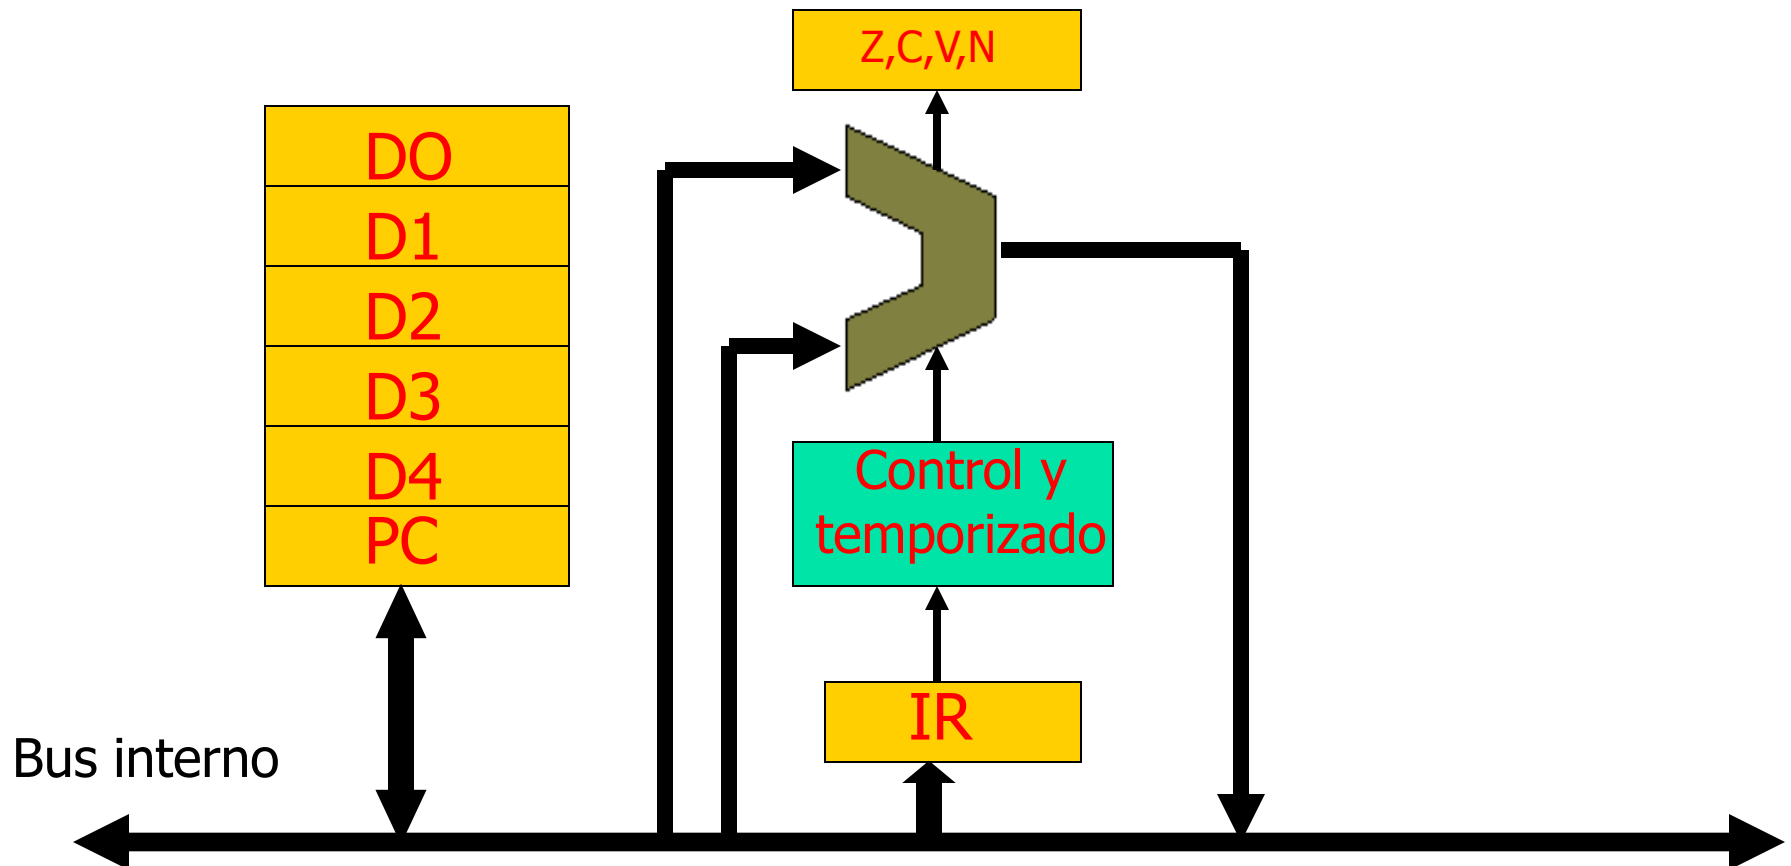 Z,C,V,N
DO
D1
D2
D3
D4
PC
Control y
temporizado
IR
Bus interno